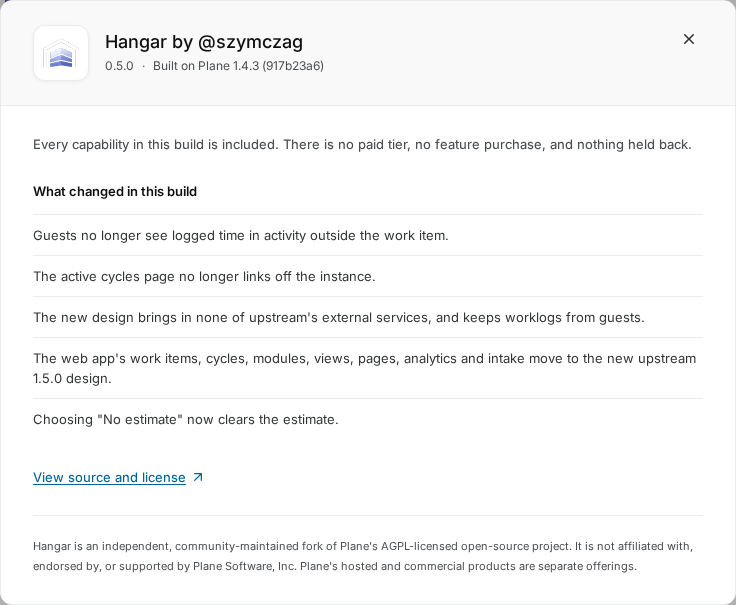 Hangar by @szymczag
0.5.0 · Built on Plane 1.4.3 (917b23a6)
Every capability in this build is included. There is no paid tier, no feature purchase, and nothing held back.
What changed in this build
Guests no longer see logged time in activity outside the work item.
The active cycles page no longer links off the instance.
The new design brings in none of upstream's external services, and keeps worklogs from guests.
The web app's work items, cycles, modules, views, pages, analytics and intake move to the new upstream
1.5.0 design.
Choosing "No estimate" now clears the estimate.
View source and license
Hangar is an independent, community-maintained fork of Plane's AGPL-licensed open-source project. It is not affiliated with,
endorsed by, or supported by Plane Software, Inc. Plane's hosted and commercial products are separate offerings.